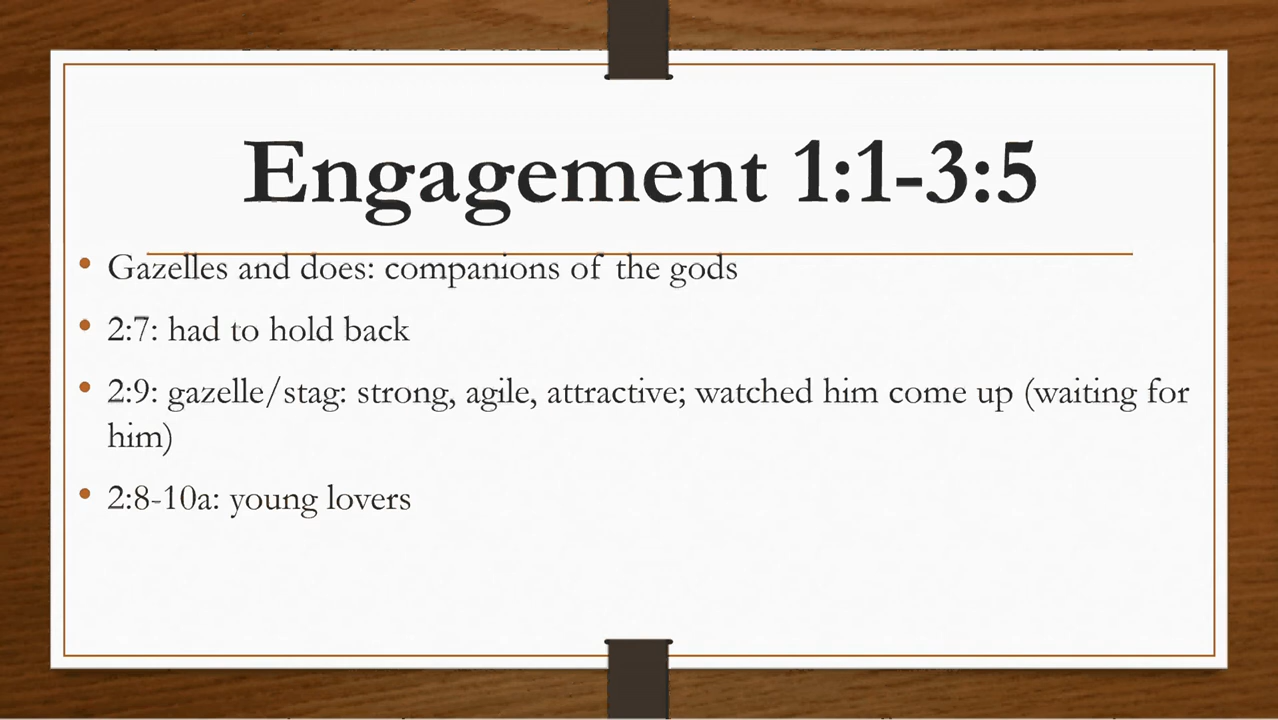 Engagement 1:1-3:5
• Gazelles and does: companions of the gods
• 2:7: had to hold back
• 2:9: gazelle/stag: strong, agile, attractive; watched him come up (waiting for
him)
• 2:8-10a: young lovers